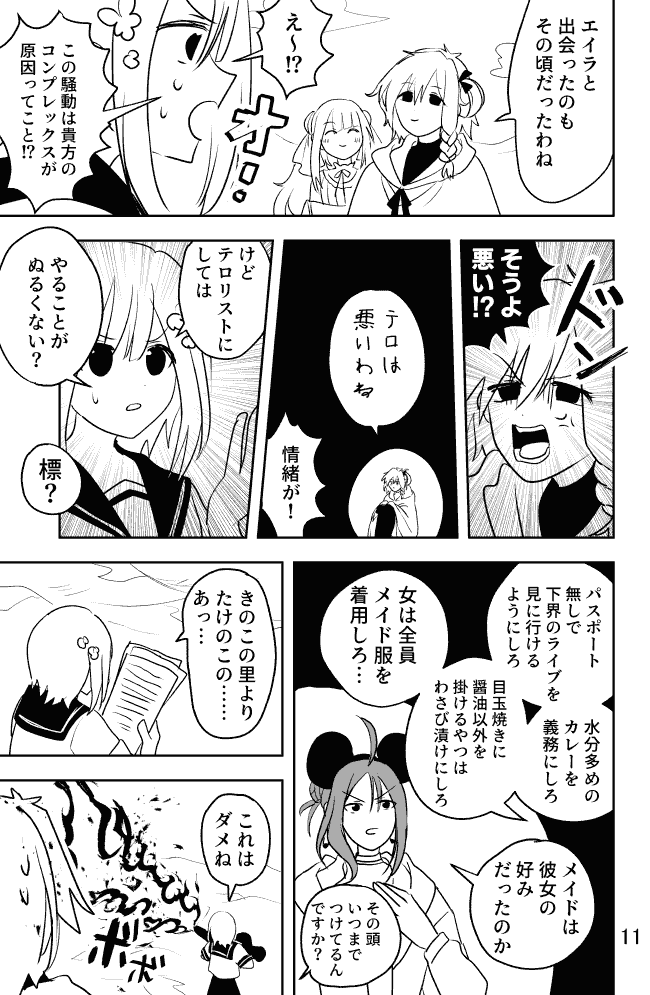 エイラと
出会ったのも
その頃だったわね
え〜!?
オー！
この騒動は貴方の
コンプレックスが
原因ってこと!?
そうよ
悪い!?
ドン
テロは
悪いわね
情緒が！
けど
テロリストに
しては
やることが
ぬるくない？
標？
パスポート
無しで
下界のライブを
見に行ける
ようにしろ
水分多めの
カレーを
義務にしろ
目玉焼きに
醤油以外を
掛けるやつは
わさび漬けにしろ
女は全員
メイド服を
着用しろ…
メイドは
彼女の
好み
だったのか
その頭
いつまで
つけてるん
ですか？
きのこの里より
たけのこの……
あっ…
これは
ダメね
ボボ
11